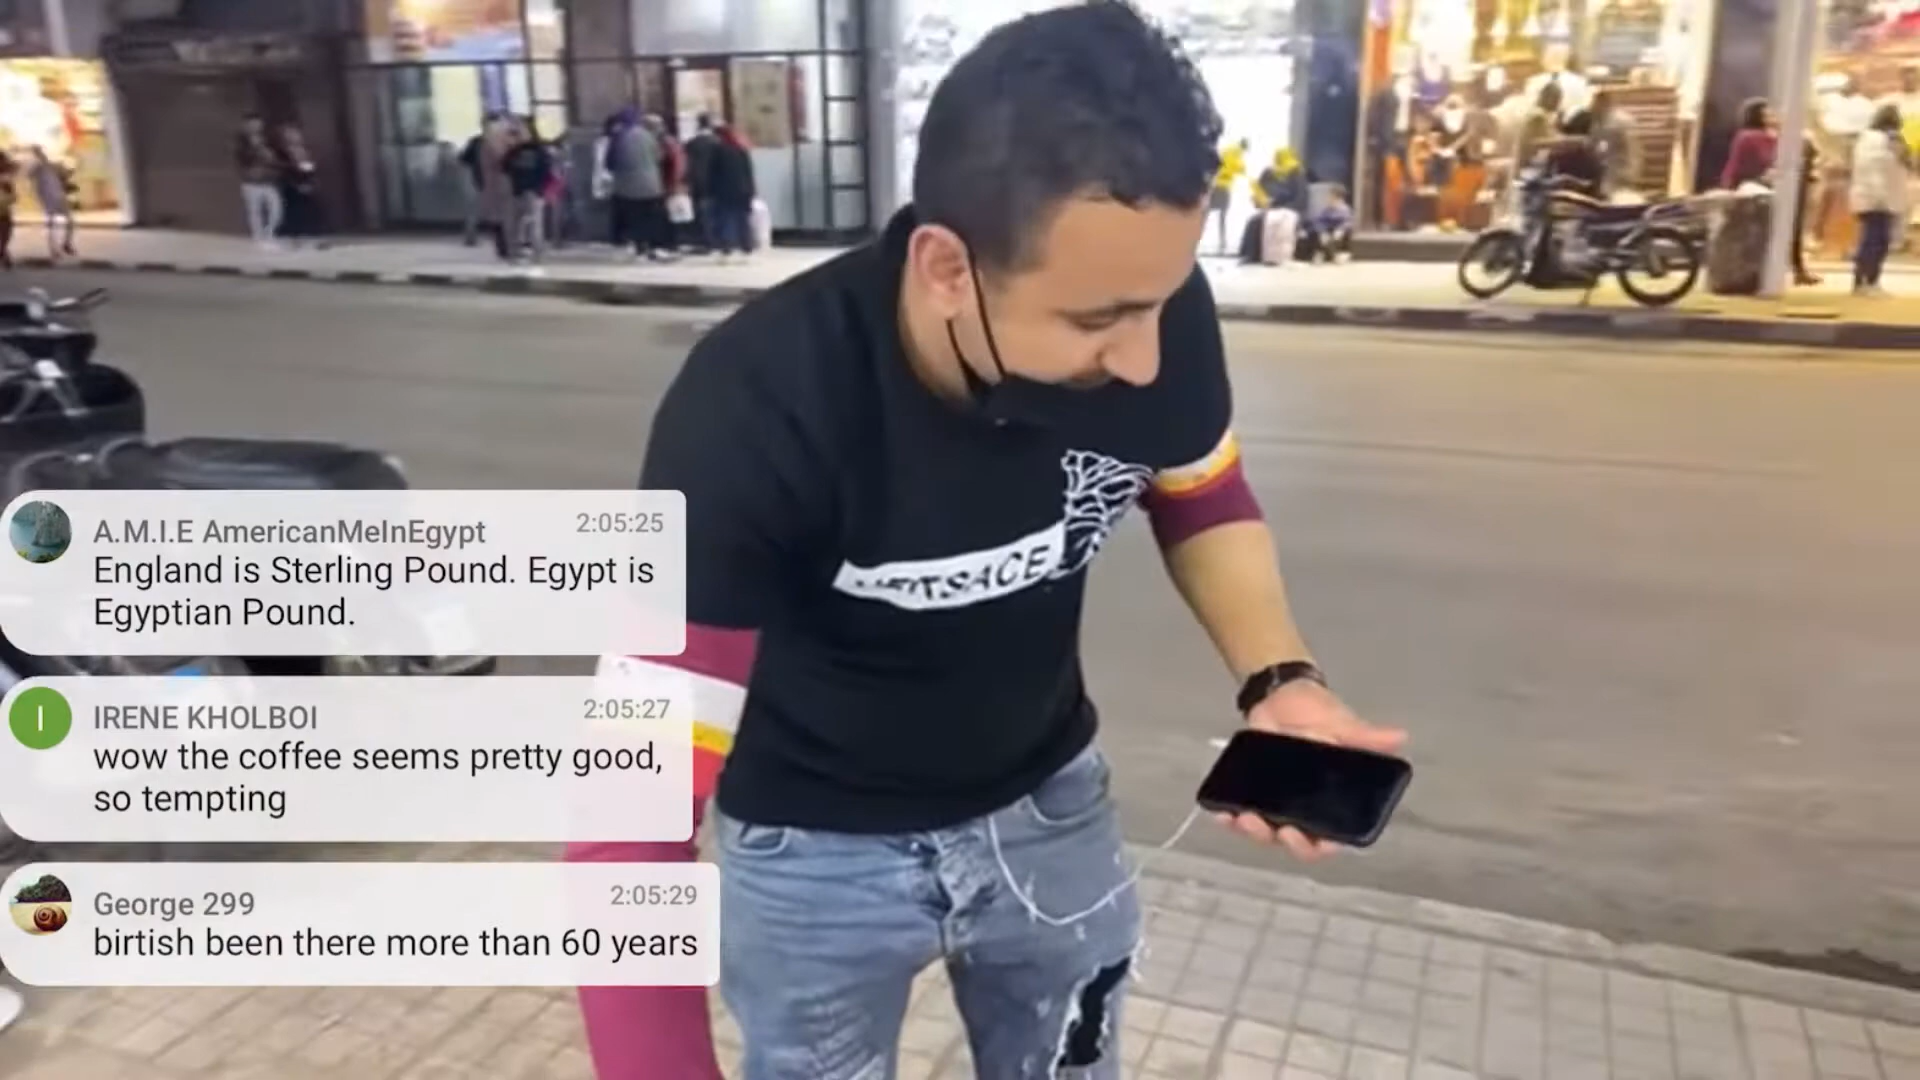 A.M.I.E AmericanMeInEgypt 2:05:25
England is Sterling Pound. Egypt is
Egyptian Pound.
I
IRENE KHOLBOI 2:05:27
wow the coffee seems pretty good,
so tempting
George 299 2:05:29
birtish been there more than 60 years